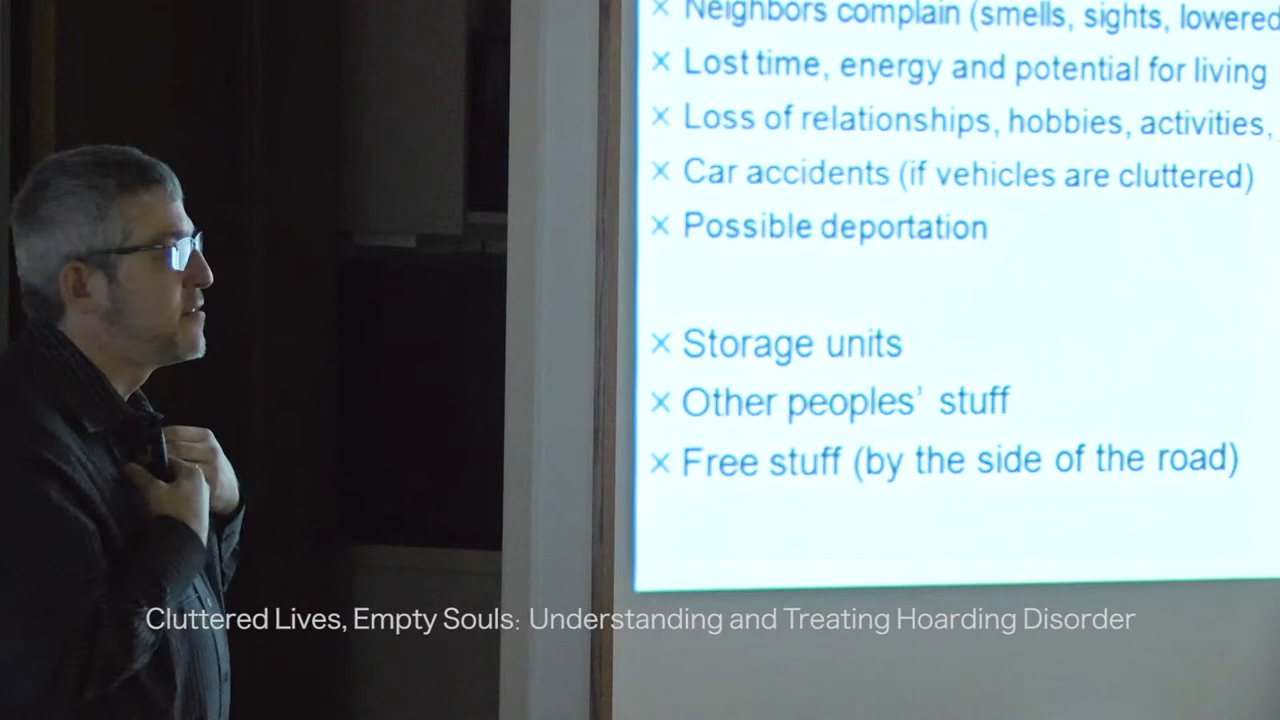 × Neighbors complain (smells, sights, lowered
× Lost time, energy and potential for living
× Loss of relationships, hobbies, activities,
× Car accidents (if vehicles are cluttered)
× Possible deportation
× Storage units
× Other peoples’ stuff
× Free stuff (by the side of the road)
Cluttered Lives, Empty Souls: Understanding and Treating Hoarding Disorder